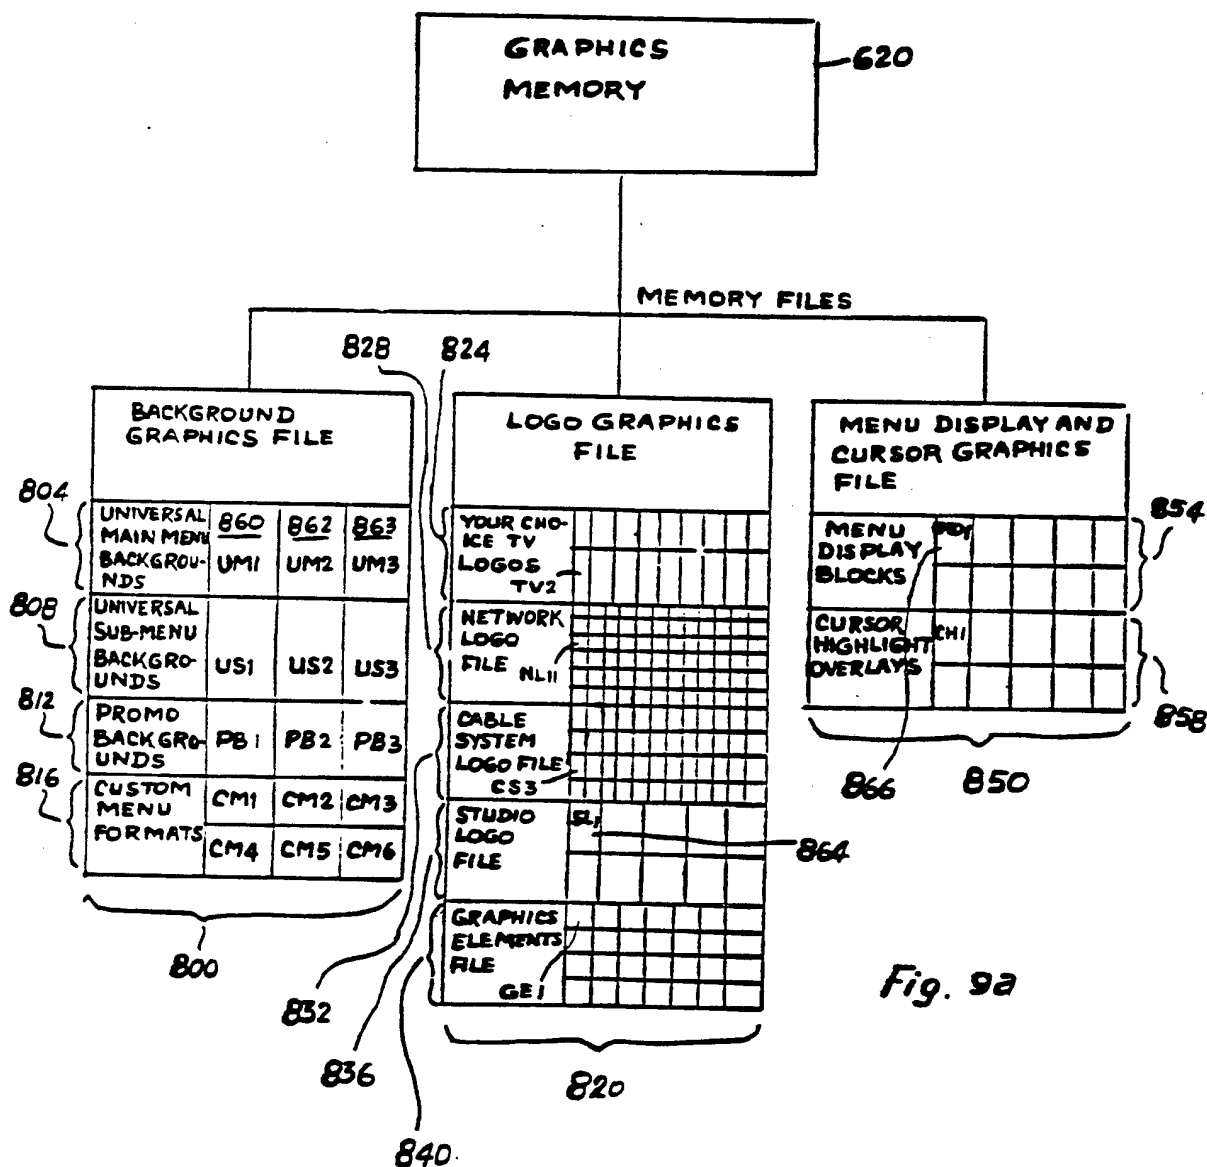 GRAPHICS
MEMORY
620
MEMORY FILES
828
824
BACKGROUND
GRAPHICS FILE
804
UNIVERSAL
MAIN MENU
BACKGROU-
NDS
860
862
863
UM1
UM2
UM3
808
UNIVERSAL
SUB-MENU
BACKGRO-
UNDS
US1
US2
US3
812
PROMO
BACKGRO-
UNDS
PB1
PB2
PB3
816
CUSTOM
MENU
FORMATS
CM1
CM2
CM3
CM4
CM5
CM6
800
LOGO GRAPHICS
FILE
YOUR CHO-
ICE TV
LOGOS
TV2
NETWORK
LOGO
FILE
NL11
CABLE
SYSTEM
LOGO FILE
CS3
STUDIO
LOGO
FILE
SL1
864
GRAPHICS
ELEMENTS
FILE
GE1
832
836
840
820
MENU DISPLAY AND
CURSOR GRAPHICS
FILE
MENU
DISPLAY
BLOCKS
854
CURSOR
HIGHLIGHT
OVERLAYS
CH1
858
866
850
Fig. 9a